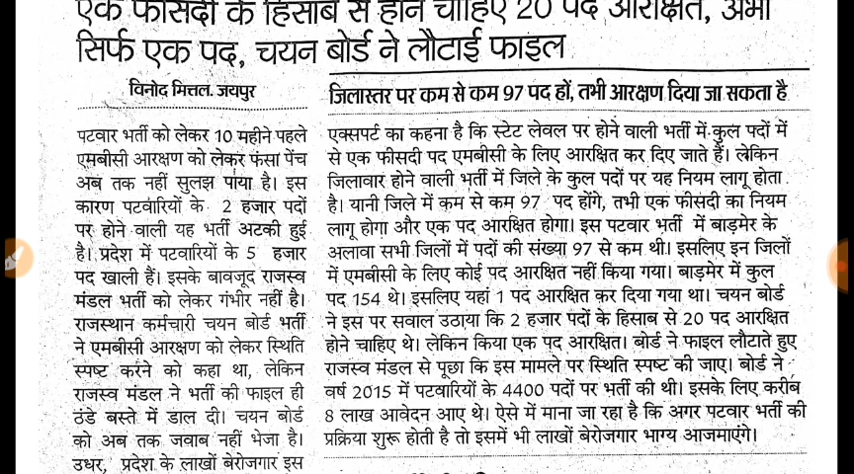 एक फीसदी के हिसाब से होने चाहिए 20 पद आरक्षित, अभी
सिर्फ एक पद, चयन बोर्ड ने लौटाई फाइल
विनोद मित्तल. जयपुर
पटवार भर्ती को लेकर 10 महीने पहले
एमबीसी आरक्षण को लेकर फंसा पेंच
अब तक नहीं सुलझ पाया है। इस
कारण पटवारियों के 2 हजार पदों
पर होने वाली यह भर्ती अटकी हुई
है। प्रदेश में पटवारियों के 5 हजार
पद खाली हैं। इसके बावजूद राजस्व
मंडल भर्ती को लेकर गंभीर नहीं है।
राजस्थान कर्मचारी चयन बोर्ड भर्ती
ने एमबीसी आरक्षण को लेकर स्थिति
स्पष्ट करने को कहा था, लेकिन
राजस्व मंडल ने भर्ती की फाइल ही
ठंडे बस्ते में डाल दी। चयन बोर्ड
को अब तक जवाब नहीं भेजा है।
उधर, प्रदेश के लाखों बेरोजगार इस
जिलास्तर पर कम से कम 97 पद हों, तभी आरक्षण दिया जा सकता है
एक्सपर्ट का कहना है कि स्टेट लेवल पर होने वाली भर्ती में कुल पदों में
से एक फीसदी पद एमबीसी के लिए आरक्षित कर दिए जाते हैं। लेकिन
जिलावार होने वाली भर्ती में जिले के कुल पदों पर यह नियम लागू होता
है। यानी जिले में कम से कम 97 पद होंगे, तभी एक फीसदी का नियम
लागू होगा और एक पद आरक्षित होगा। इस पटवार भर्ती में बाड़मेर के
अलावा सभी जिलों में पदों की संख्या 97 से कम थी। इसलिए इन जिलों
में एमबीसी के लिए कोई पद आरक्षित नहीं किया गया। बाड़मेर में कुल
पद 154 थे। इसलिए यहां 1 पद आरक्षित कर दिया गया था। चयन बोर्ड
ने इस पर सवाल उठाया कि 2 हजार पदों के हिसाब से 20 पद आरक्षित
होने चाहिए थे। लेकिन किया एक पद आरक्षित। बोर्ड ने फाइल लौटाते हुए
राजस्व मंडल से पूछा कि इस मामले पर स्थिति स्पष्ट की जाए। बोर्ड ने
वर्ष 2015 में पटवारियों के 4400 पदों पर भर्ती की थी। इसके लिए करीब
8 लाख आवेदन आए थे। ऐसे में माना जा रहा है कि अगर पटवार भर्ती की
प्रक्रिया शुरू होती है तो इसमें भी लाखों बेरोजगार भाग्य आजमाएंगे।